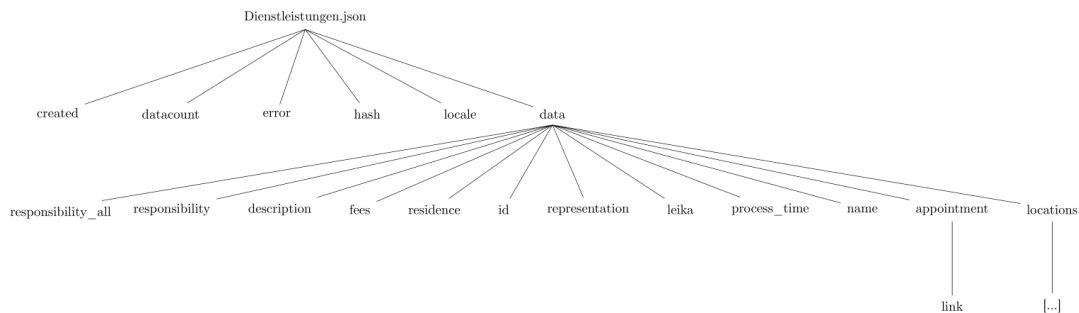 Dienstleistungen.json
created datacount error hash locale data
responsibility_all responsibility description fees residence id representation leika process_time name appointment locations
link [...]